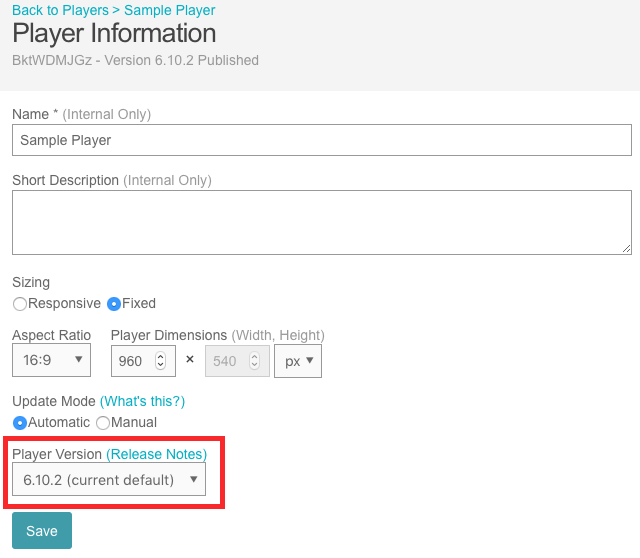 Back to Players > Sample Player
Player Information
BktWDMJGz - Version 6.10.2 Published
Name * (Internal Only)
Sample Player
Short Description (Internal Only)
Sizing
Responsive Fixed
Aspect Ratio Player Dimensions (Width, Height)
16:9 960 × 540 px
Update Mode (What's this?)
Automatic Manual
Player Version (Release Notes)
6.10.2 (current default)
Save